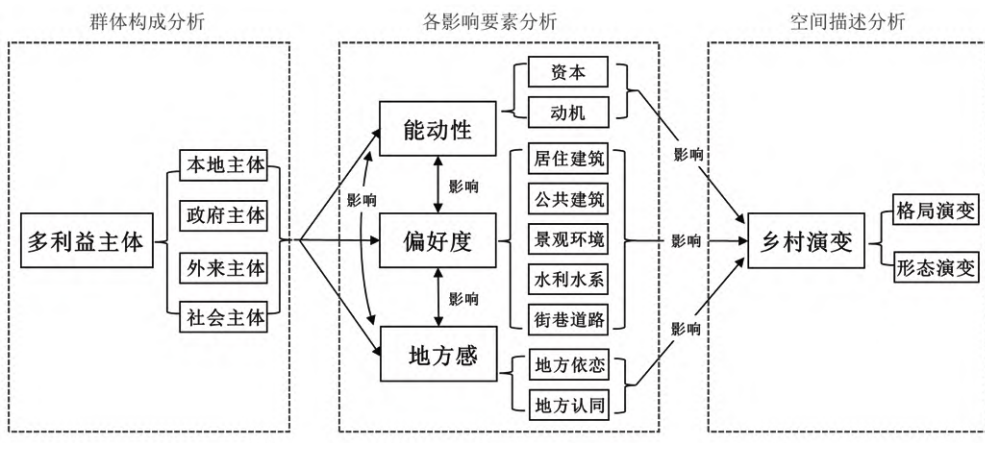 群体构成分析
各影响要素分析
空间描述分析
多利益主体
本地主体
政府主体
外来主体
社会主体
能动性
偏好度
地方感
影响
影响
影响
资本
动机
居住建筑
公共建筑
景观环境
水利水系
街巷道路
地方依恋
地方认同
影响
影响
影响
乡村演变
格局演变
形态演变